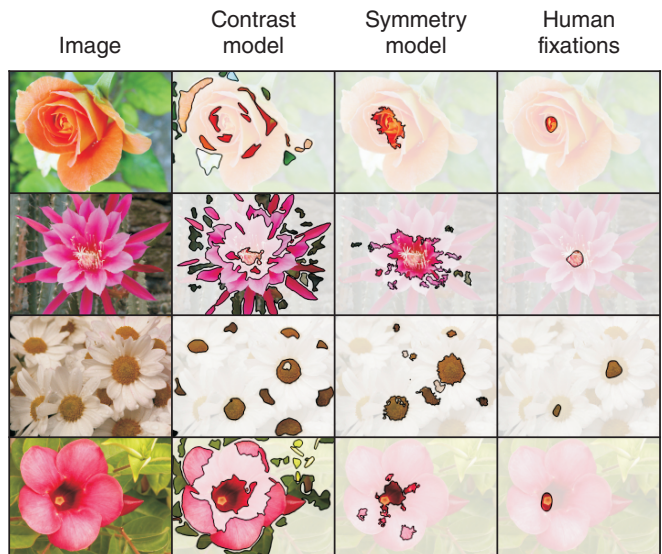 Image
Contrast
model
Symmetry
model
Human
fixations